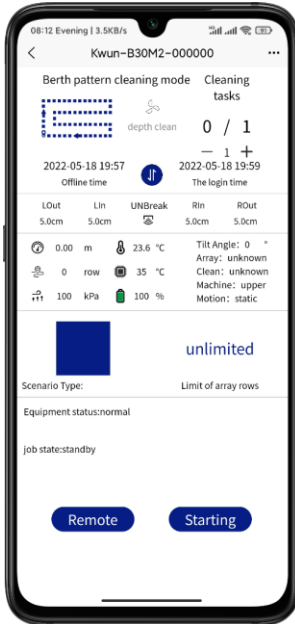 08:12 Evening | 3.5KB/s
Kwun-B30M2-000000
Berth pattern cleaning mode
Cleaning tasks
depth clean
0 / 1
— 1 +
2022-05-18 19:57
2022-05-18 19:59
Offline time
The login time
LOut LIn UNBreak RIn ROut
5.0cm 5.0cm 5.0cm 5.0cm
0.00 m 23.6 °C Tilt Angle: 0 °
Array: unknown
0 row 35 °C Clean: unknown
Machine: upper
100 kPa 100 % Motion: static
unlimited
Scenario Type: Limit of array rows
Equipment status:normal
job state:standby
Remote
Starting